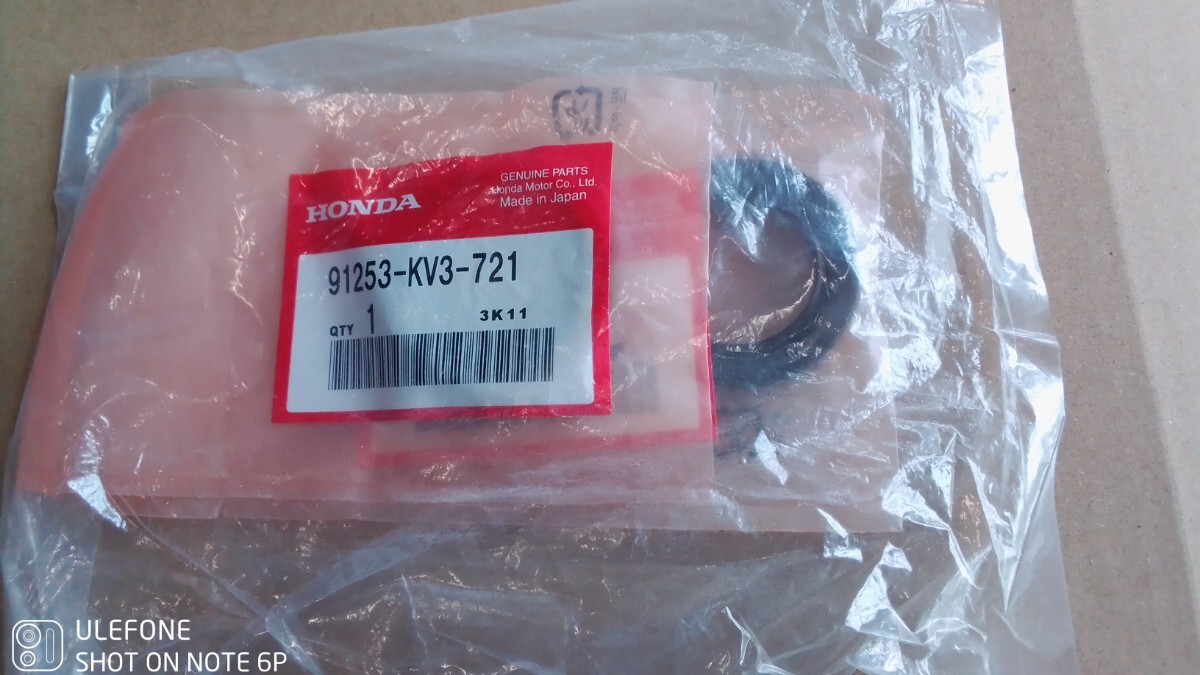 GENUINE PARTS
Honda Motor Co., Ltd.
Made in Japan
HONDA
91253-KV3-721
QTY 1 3K11
ULEFONE
SHOT ON NOTE 6P